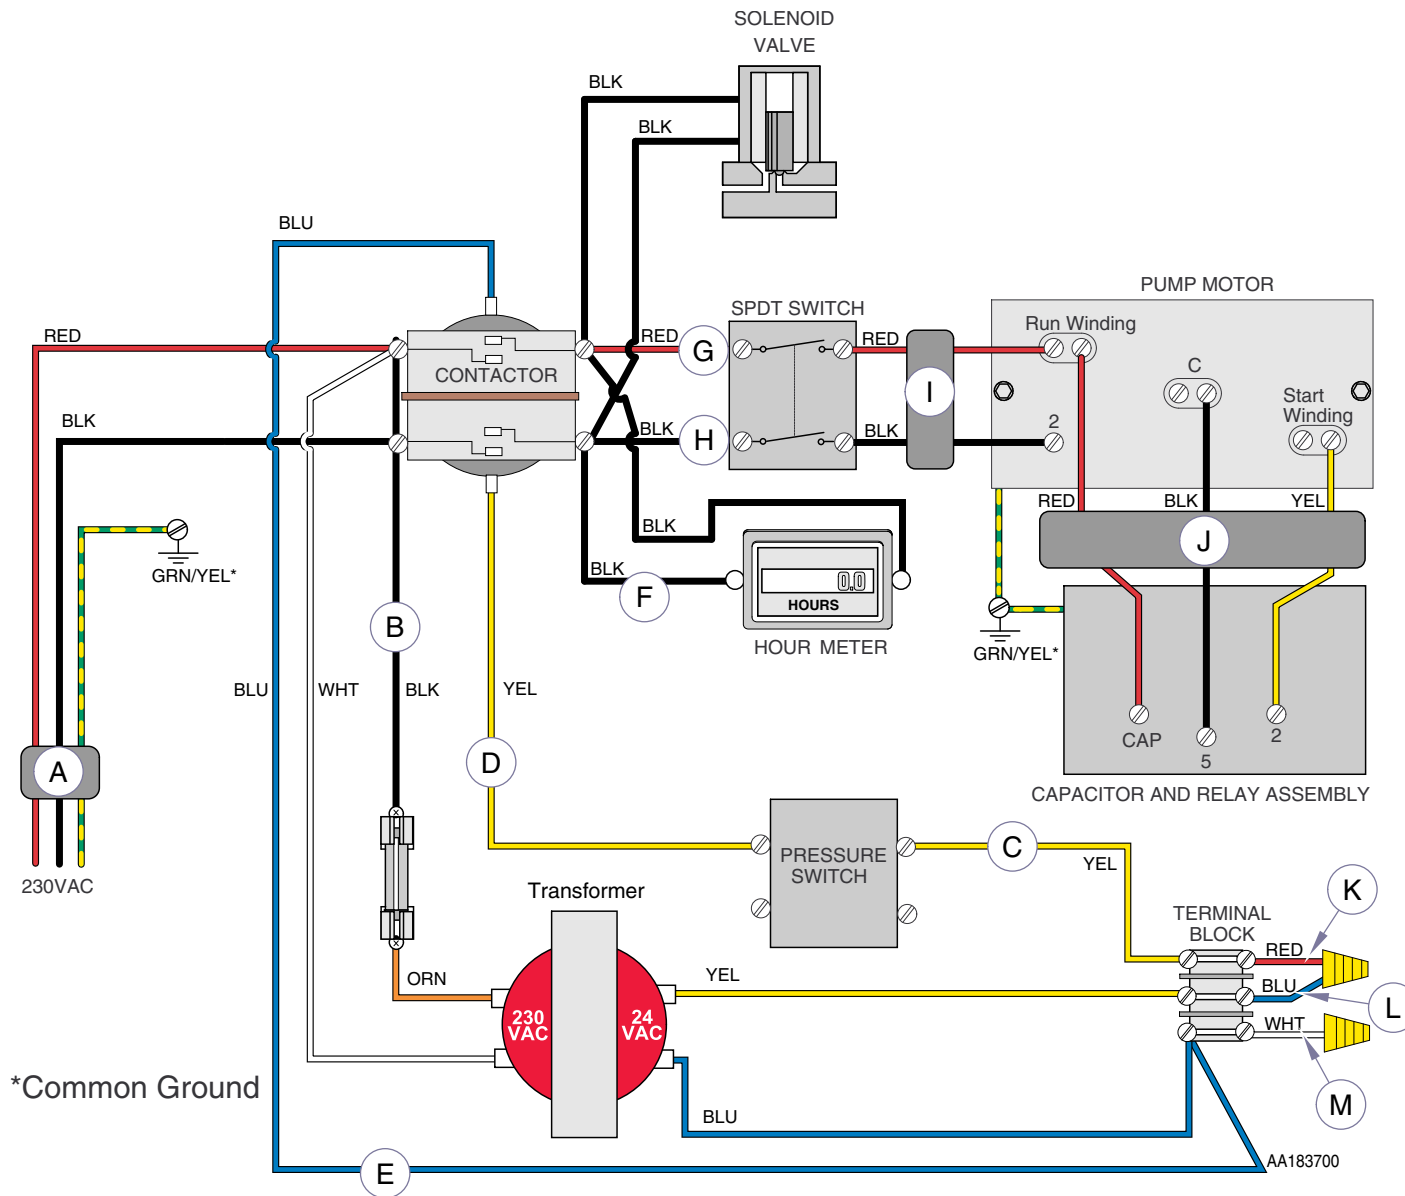 SOLENOID
VALVE
BLK
BLK
BLU
PUMP MOTOR
SPDT SWITCH
RED
RED
G
RED
Run Winding
CONTACTOR
I
C
Start
Winding
BLK
BLK
H
BLK
2
RED
BLK
YEL
BLK
J
GRN/YEL*
BLK
F
0.0
HOURS
B
HOUR METER
GRN/YEL*
BLU
WHT
BLK
YEL
CAP
5
2
A
D
CAPACITOR AND RELAY ASSEMBLY
230VAC
PRESSURE
SWITCH
C
YEL
Transformer
K
TERMINAL
BLOCK
RED
ORN
YEL
BLU
L
230
VAC
24
VAC
WHT
*Common Ground
M
BLU
E
AA183700